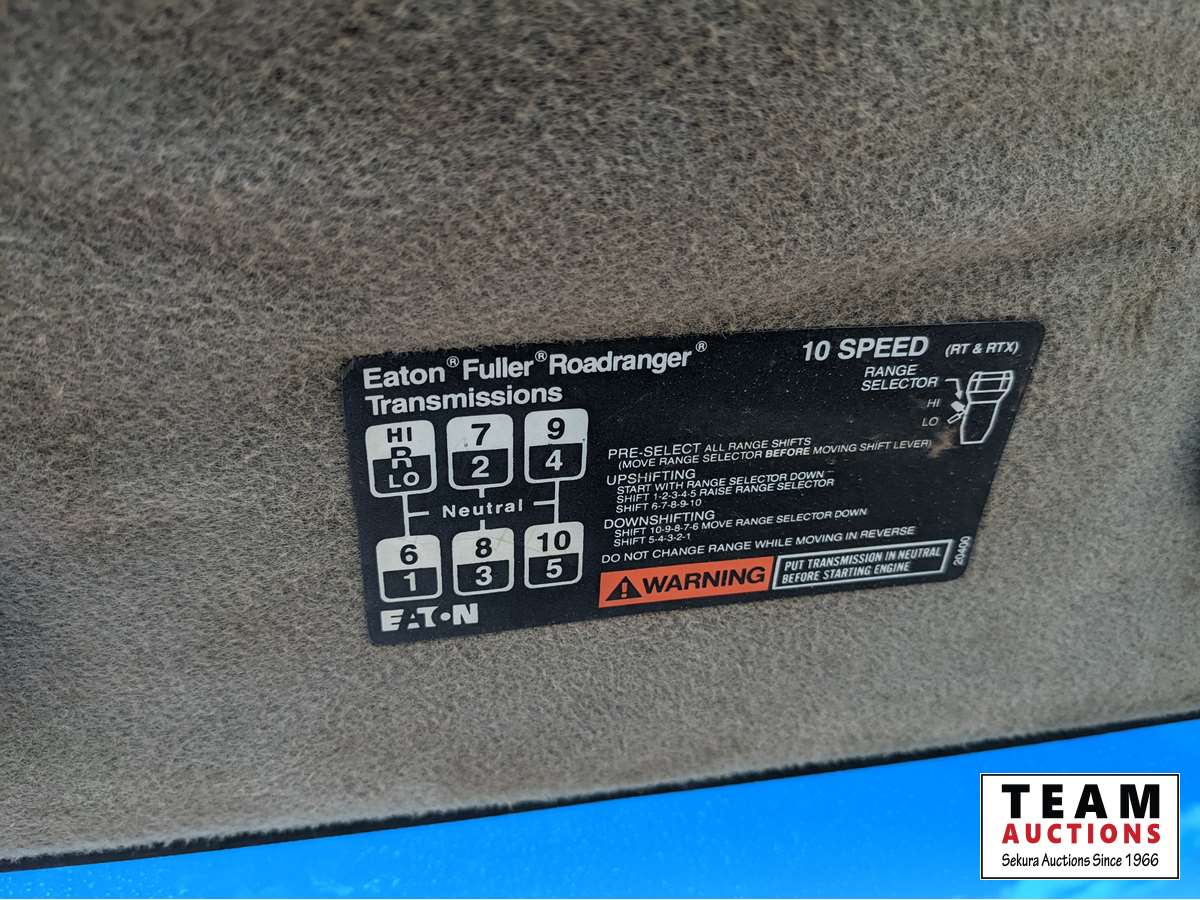 Eaton® Fuller® Roadranger®
Transmissions
10 SPEED (RT & RTX)
RANGE
SELECTOR
HI
LO
HI
R
LO
7
2
9
4
Neutral
6
1
8
3
10
5
EATON
PRE-SELECT ALL RANGE SHIFTS
(MOVE RANGE SELECTOR BEFORE MOVING SHIFT LEVER)
UPSHIFTING
START WITH RANGE SELECTOR DOWN –
SHIFT 1-2-3-4-5 RAISE RANGE SELECTOR
SHIFT 6-7-8-9-10
DOWNSHIFTING
SHIFT 10-9-8-7-6 MOVE RANGE SELECTOR DOWN
SHIFT 5-4-3-2-1
DO NOT CHANGE RANGE WHILE MOVING IN REVERSE
WARNING
PUT TRANSMISSION IN NEUTRAL
BEFORE STARTING ENGINE
20400
TEAM
AUCTIONS
Sekura Auctions Since 1966